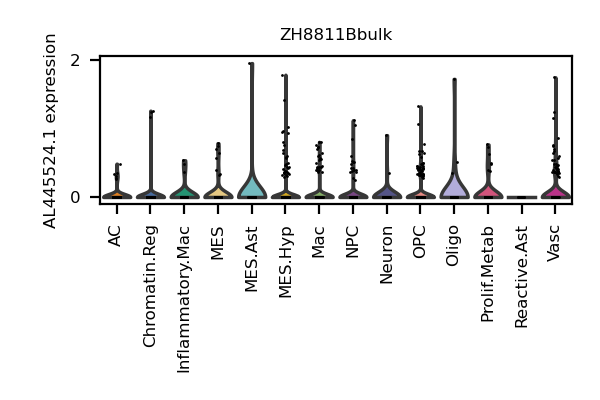 ZH8811Bbulk
AL445524.1 expression
2
0
AC
Chromatin.Reg
Inflammatory.Mac
MES
MES.Ast
MES.Hyp
Mac
NPC
Neuron
OPC
Oligo
Prolif.Metab
Reactive.Ast
Vasc